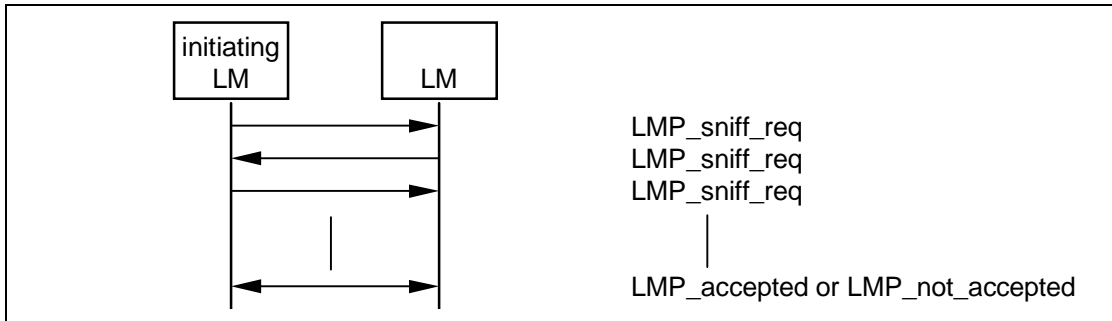 initiating
LM
LM
LMP_sniff_req
LMP_sniff_req
LMP_sniff_req
LMP_accepted or LMP_not_accepted